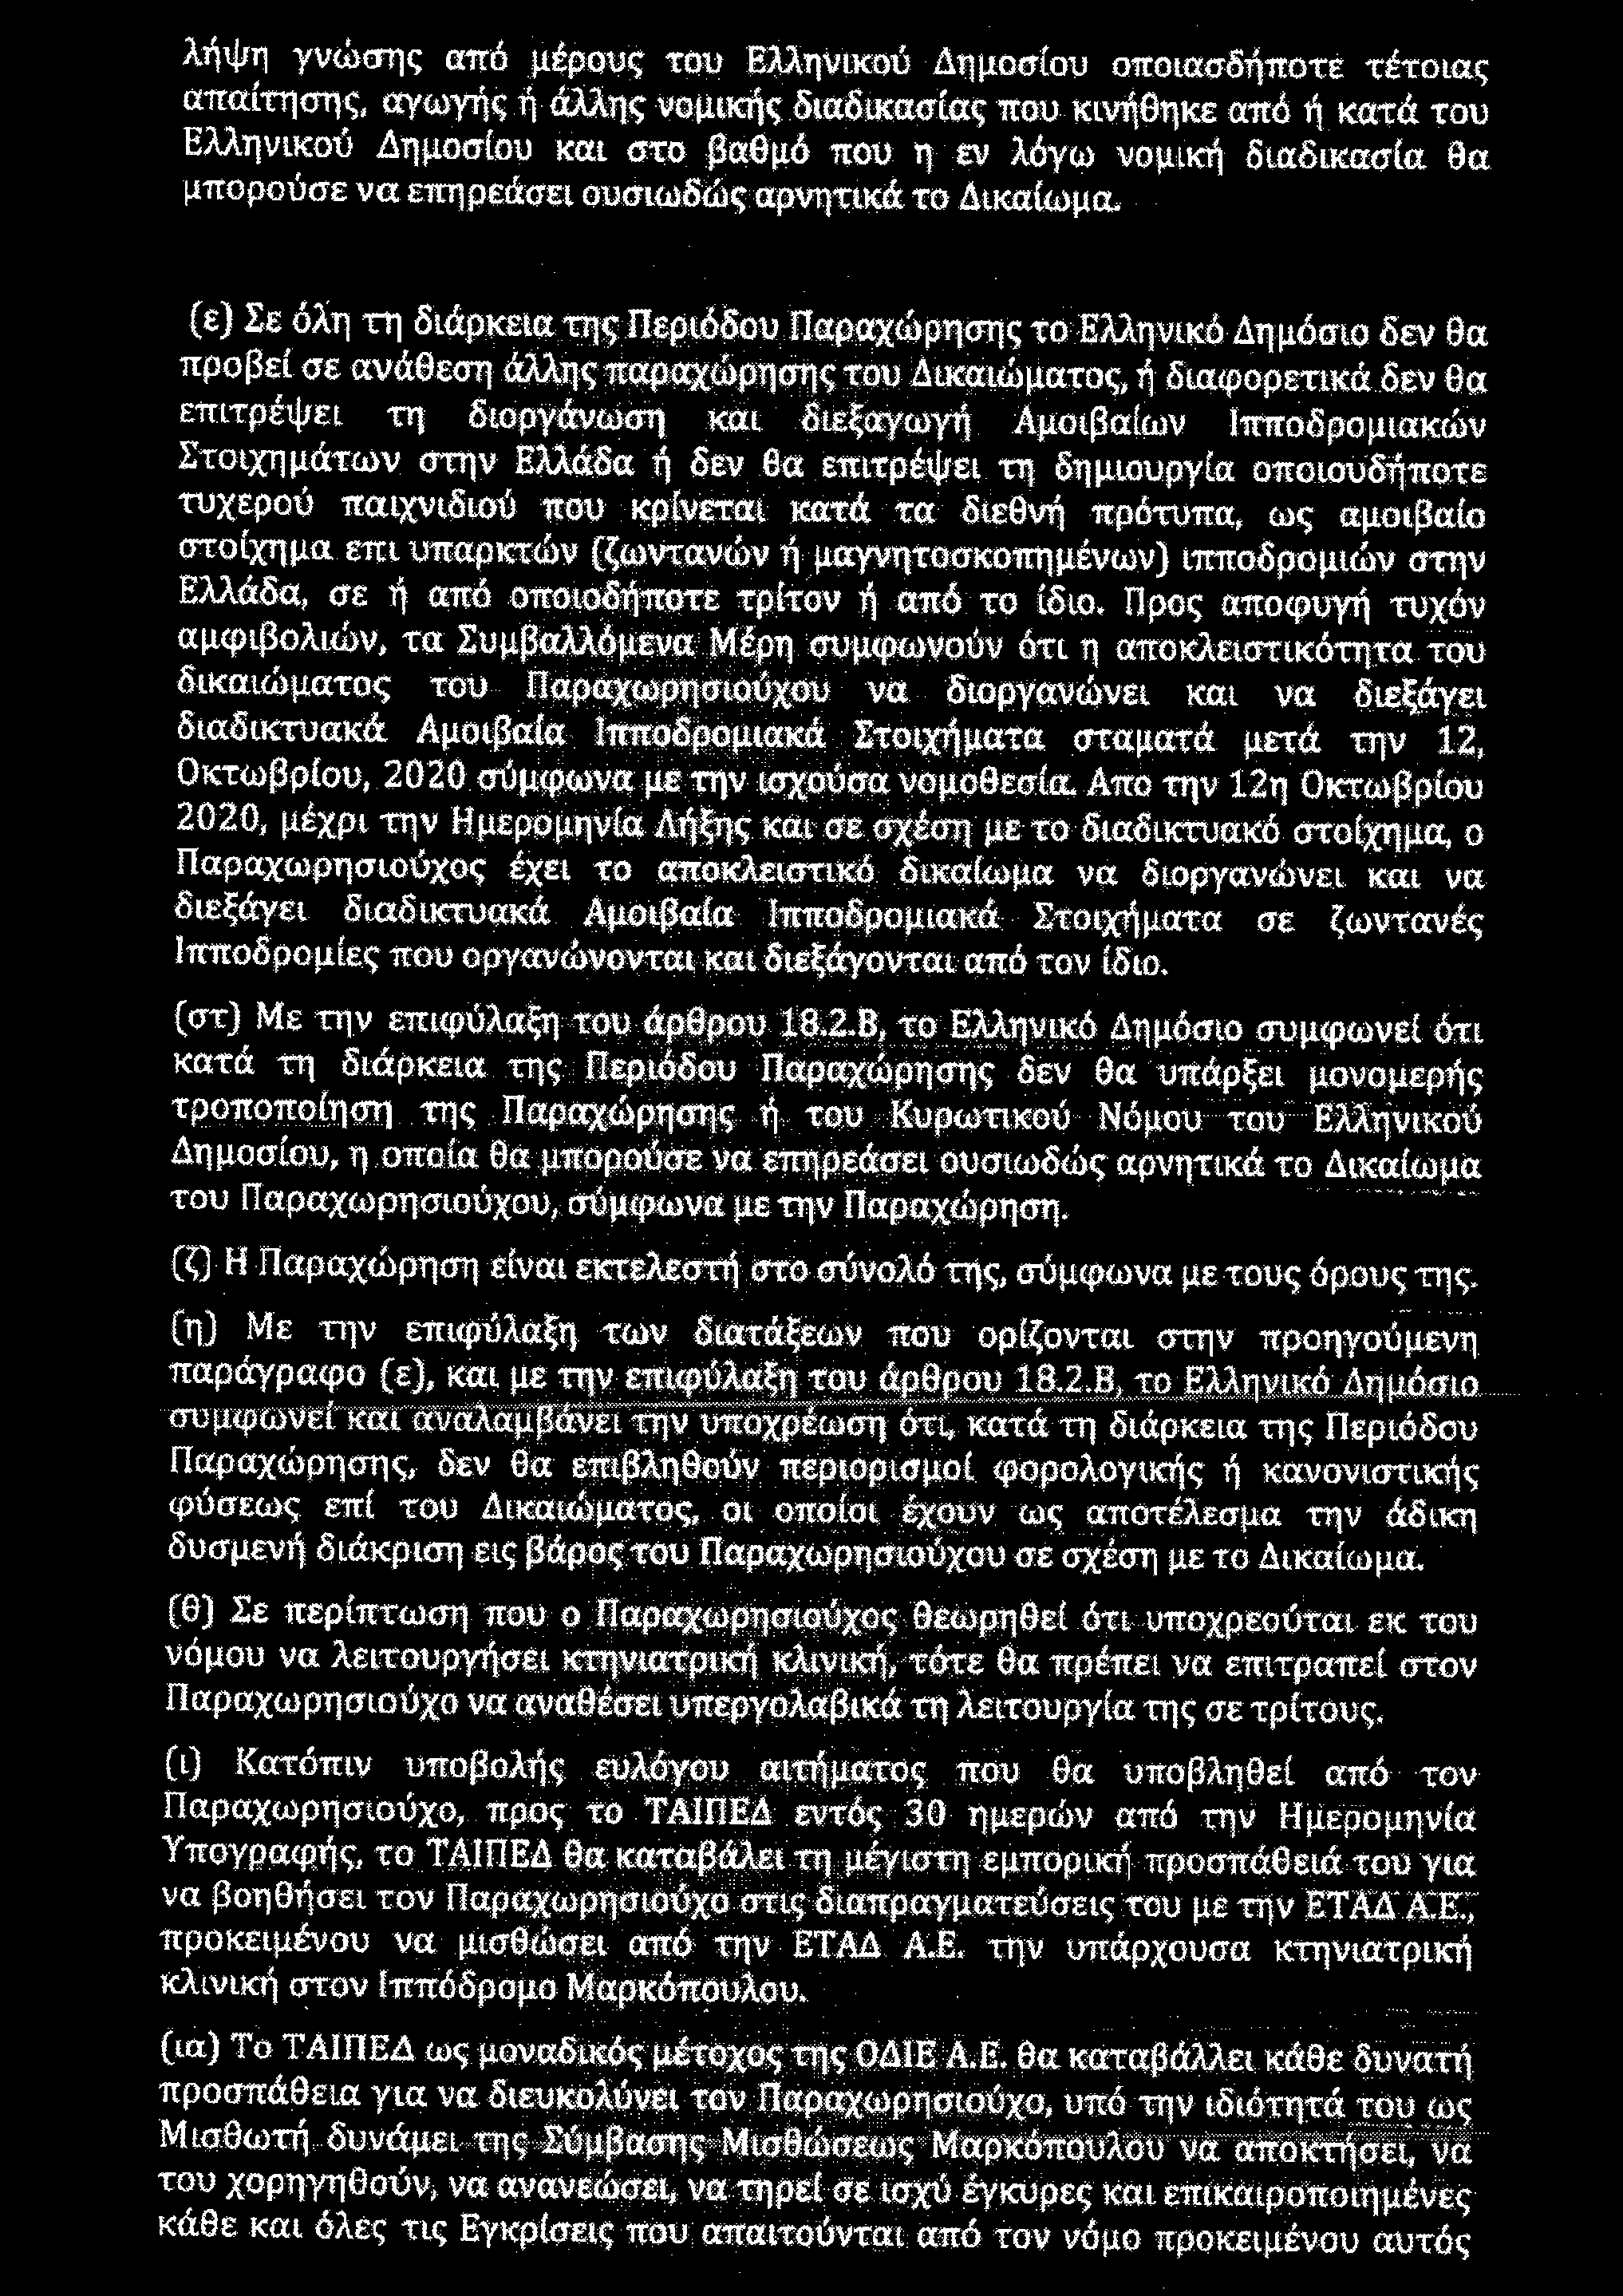 λήψη γνώσης από μέρους του Ελληνικού Δημοσίου οποιασδήποτε τέτοιας
απαίτησης, αγωγής ή άλλης νομικής διαδικασίας που κινήθηκε από ή κατά του
Ελληνικού Δημοσίου και στο βαθμό που η εν λόγω νομική διαδικασία θα
μπορούσε να επηρεάσει ουσιωδώς αρνητικά το Δικαίωμα.
(ε) Σε όλη τη διάρκεια της Περιόδου Παραχώρησης το Ελληνικό Δημόσιο δεν θα
προβεί σε ανάθεση άλλης παραχώρησης του Δικαιώματος, ή διαφορετικά δεν θα
επιτρέψει τη διοργάνωση και διεξαγωγή Αμοιβαίων Ιπποδρομιακών
Στοιχημάτων στην Ελλάδα ή δεν θα επιτρέψει τη δημιουργία οποιουδήποτε
τυχερού παιχνιδιού που κρίνεται κατά τα διεθνή πρότυπα, ως αμοιβαίο
στοίχημα επι υπαρκτών (ζωντανών ή μαγνητοσκοπημένων) ιπποδρομιών στην
Ελλάδα, σε ή από οποιοδήποτε τρίτον ή από το ίδιο. Προς αποφυγή τυχόν
αμφιβολιών, τα Συμβαλλόμενα Μέρη συμφωνούν ότι η αποκλειστικότητα του
δικαιώματος του Παραχωρησιούχου να διοργανώνει και να διεξάγει
διαδικτυακά Αμοιβαία Ιπποδρομιακά Στοιχήματα σταματά μετά την 12,
Οκτωβρίου, 2020 σύμφωνα με την ισχούσα νομοθεσία. Απο την 12η Οκτωβρίου
2020, μέχρι την Ημερομηνία Λήξης και σε σχέση με το διαδικτυακό στοίχημα, ο
Παραχωρησιούχος έχει το αποκλειστικό δικαίωμα να διοργανώνει και να
διεξάγει διαδικτυακά Αμοιβαία Ιπποδρομιακά Στοιχήματα σε ζωντανές
Ιπποδρομίες που οργανώνονται και διεξάγονται από τον ίδιο.
(στ) Με την επιφύλαξη του άρθρου 18.2.Β, το Ελληνικό Δημόσιο συμφωνεί ότι
κατά τη διάρκεια της Περιόδου Παραχώρησης δεν θα υπάρξει μονομερής
τροποποίηση της Παραχώρησης ή του Κυρωτικού Νόμου του Ελληνικού
Δημοσίου, η οποία θα μπορούσε να επηρεάσει ουσιωδώς αρνητικά το Δικαίωμα
του Παραχωρησιούχου, σύμφωνα με την Παραχώρηση.
(ζ) Η Παραχώρηση είναι εκτελεστή στο σύνολό της, σύμφωνα με τους όρους της.
(η) Με την επιφύλαξη των διατάξεων που ορίζονται στην προηγούμενη
παράγραφο (ε), και με την επιφύλαξη του άρθρου 18.2.Β, το Ελληνικό Δημόσιο
συμφωνεί και αναλαμβάνει την υποχρέωση ότι, κατά τη διάρκεια της Περιόδου
Παραχώρησης, δεν θα επιβληθούν περιορισμοί φορολογικής ή κανονιστικής
φύσεως επί του Δικαιώματος, οι οποίοι έχουν ως αποτέλεσμα την άδικη
δυσμενή διάκριση εις βάρος του Παραχωρησιούχου σε σχέση με το Δικαίωμα.
(θ) Σε περίπτωση που ο Παραχωρησιούχος θεωρηθεί ότι υποχρεούται εκ του
νόμου να λειτουργήσει κτηνιατρική κλινική, τότε θα πρέπει να επιτραπεί στον
Παραχωρησιούχο να αναθέσει υπεργολαβικά τη λειτουργία της σε τρίτους.
(ι) Κατόπιν υποβολής ευλόγου αιτήματος που θα υποβληθεί από τον
Παραχωρησιούχο, προς το ΤΑΙΠΕΔ εντός 30 ημερών από την Ημερομηνία
Υπογραφής, το ΤΑΙΠΕΔ θα καταβάλει τη μέγιστη εμπορική προσπάθειά του για
να βοηθήσει τον Παραχωρησιούχο στις διαπραγματεύσεις του με την ΕΤΑΔ Α.Ε.,
προκειμένου να μισθώσει από την ΕΤΑΔ Α.Ε. την υπάρχουσα κτηνιατρική
κλινική στον Ιππόδρομο Μαρκόπουλου.
(ια) Το ΤΑΙΠΕΔ ως μοναδικός μέτοχος της ΟΔΙΕ Α.Ε. θα καταβάλλει κάθε δυνατή
προσπάθεια για να διευκολύνει τον Παραχωρησιούχο, υπό την ιδιότητά του ως
Μισθωτή δυνάμει της Σύμβασης Μισθώσεως Μαρκόπουλου να αποκτήσει, να
του χορηγηθούν, να ανανεώσει, να τηρεί σε ισχύ έγκυρες και επικαιροποιημένες
κάθε και όλες τις Εγκρίσεις που απαιτούνται από τον νόμο προκειμένου αυτός